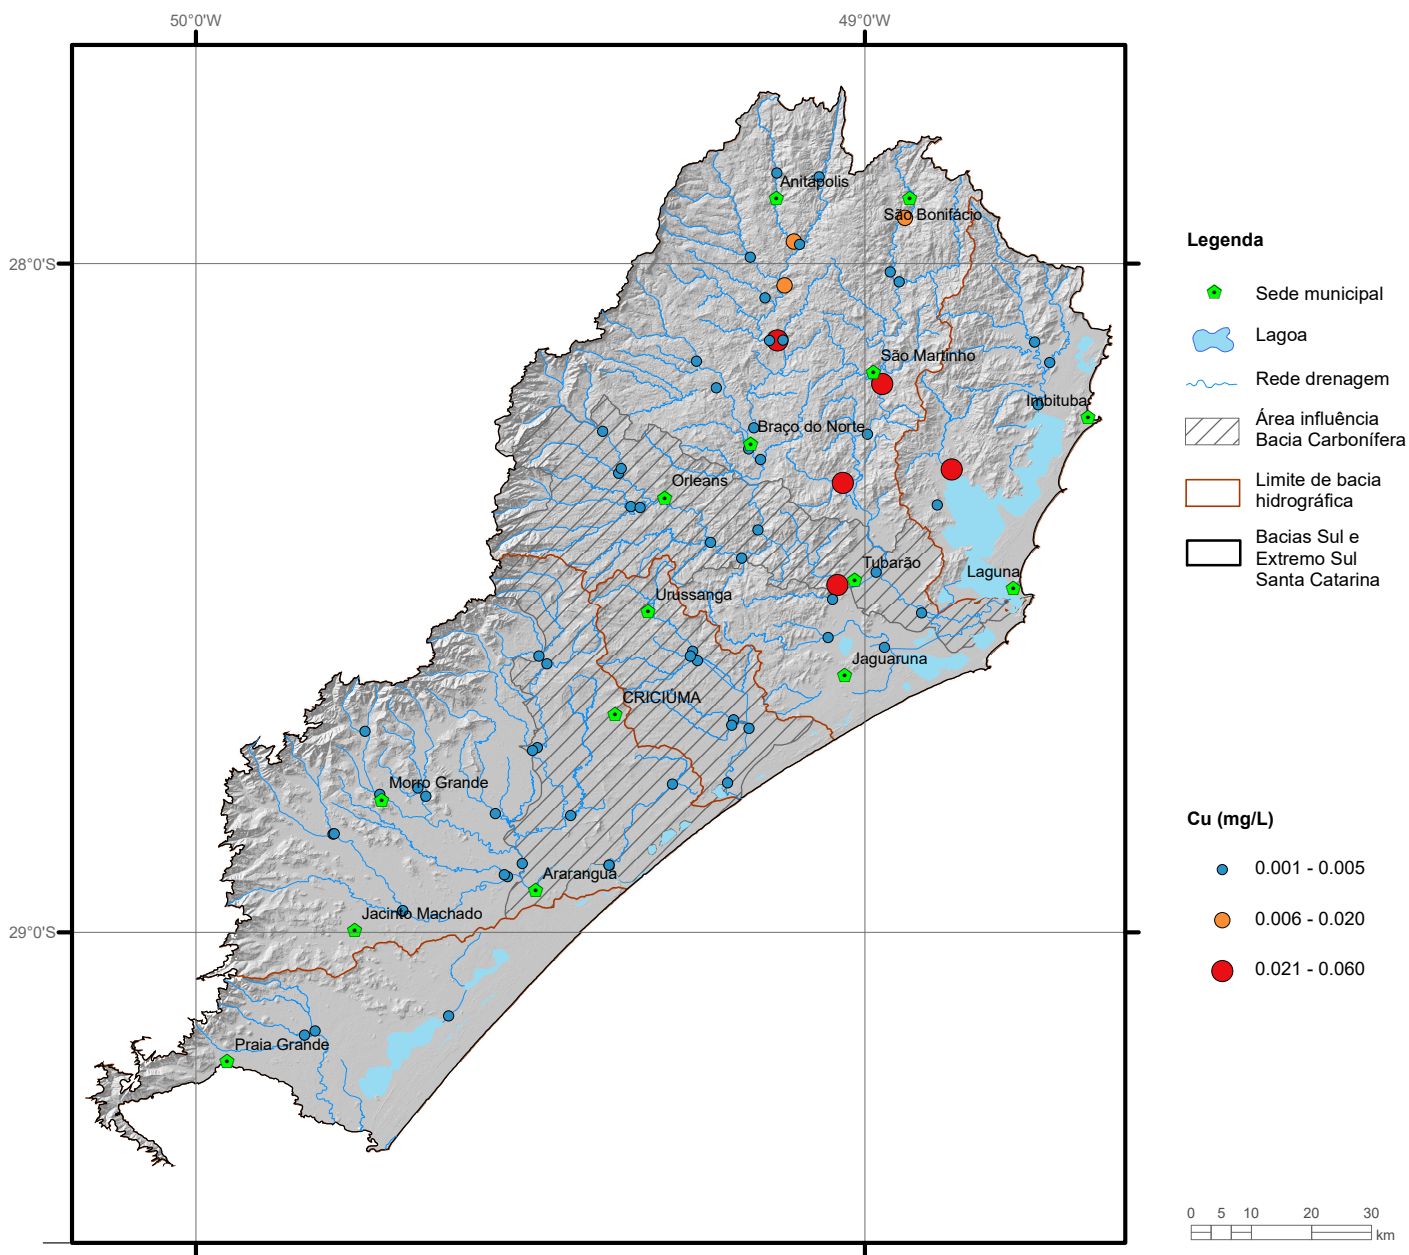 50°0'W
49°0'W
28°0'S
29°0'S
Anitápolis
São Bonifácio
São Martinho
Imbituba
Braço do Norte
Orleans
Tubarão
Laguna
Urussanga
Jaguaruna
CRICIÚMA
Morro Grande
Araranguá
Jacinto Machado
Praia Grande
Legenda
Sede municipal
Lagoa
Rede drenagem
Área influência
Bacia Carbonífera
Limite de bacia
hidrográfica
Bacias Sul e
Extremo Sul
Santa Catarina
Cu (mg/L)
0.001 - 0.005
0.006 - 0.020
0.021 - 0.060
0 5 10 20 30
km